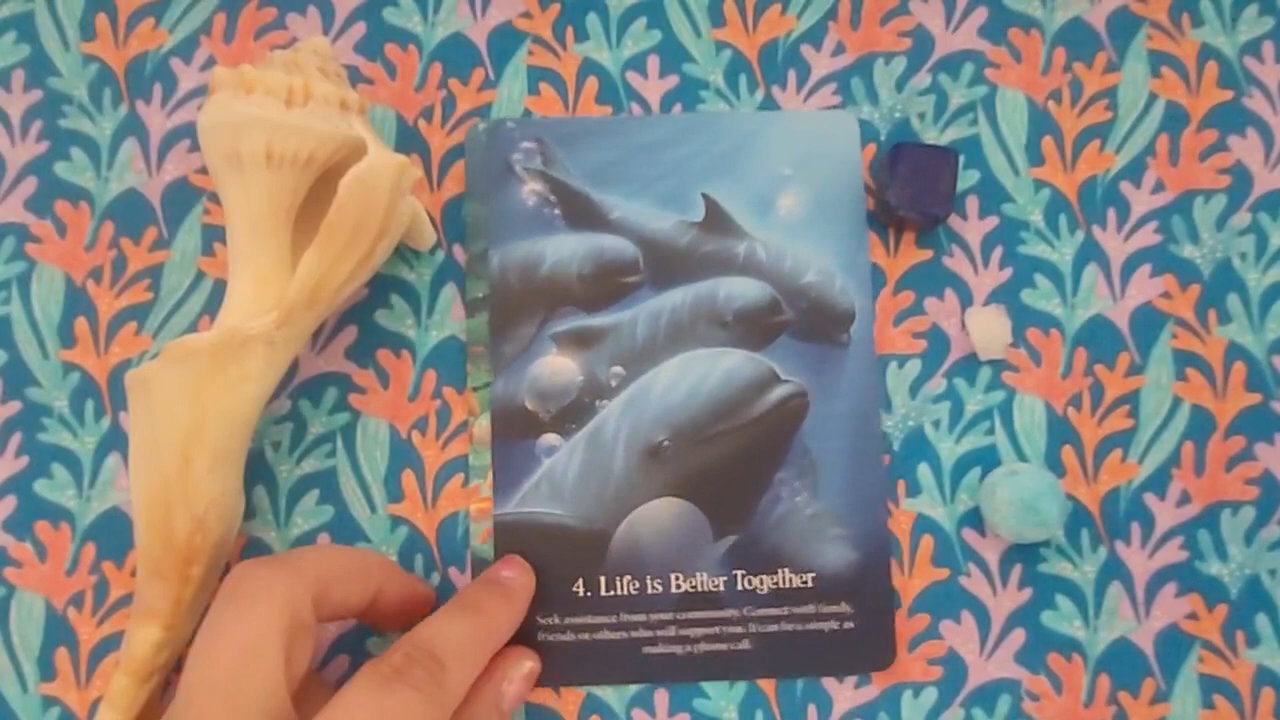 4. Life is Better Together
Seek assistance from your community. Connect with family,
friends or others who will support you. It can be a simple as
making a phone call.